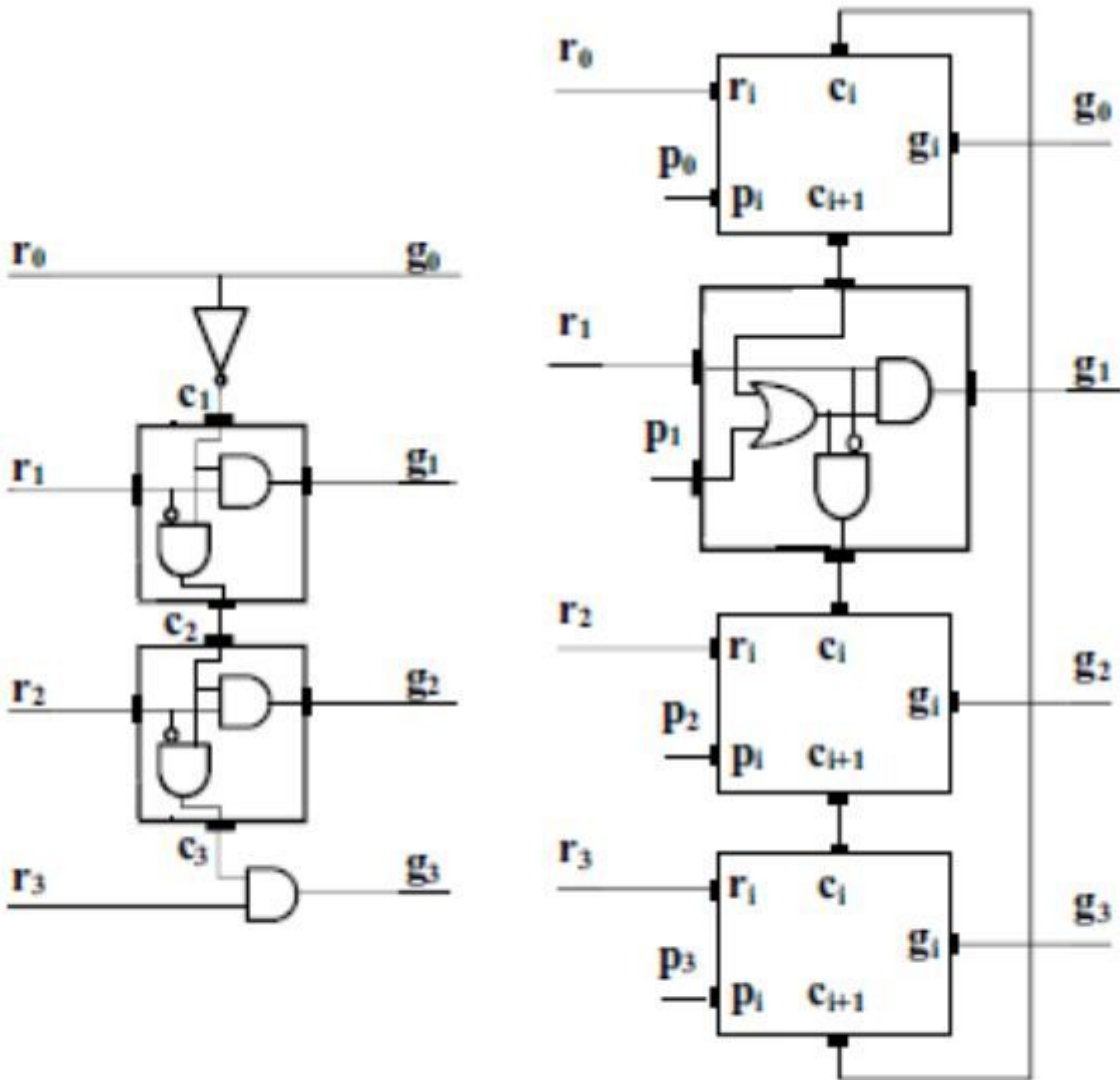 r₀ g₀
c₁
r₁ g₁
c₂
r₂ g₂
c₃
r₃ g₃
r₀
rᵢ cᵢ
g₀
gᵢ
p₀
pᵢ cᵢ₊₁
r₁
g₁
p₁
r₂
rᵢ cᵢ
g₂
gᵢ
p₂
pᵢ cᵢ₊₁
r₃
rᵢ cᵢ
g₃
gᵢ
p₃
pᵢ cᵢ₊₁